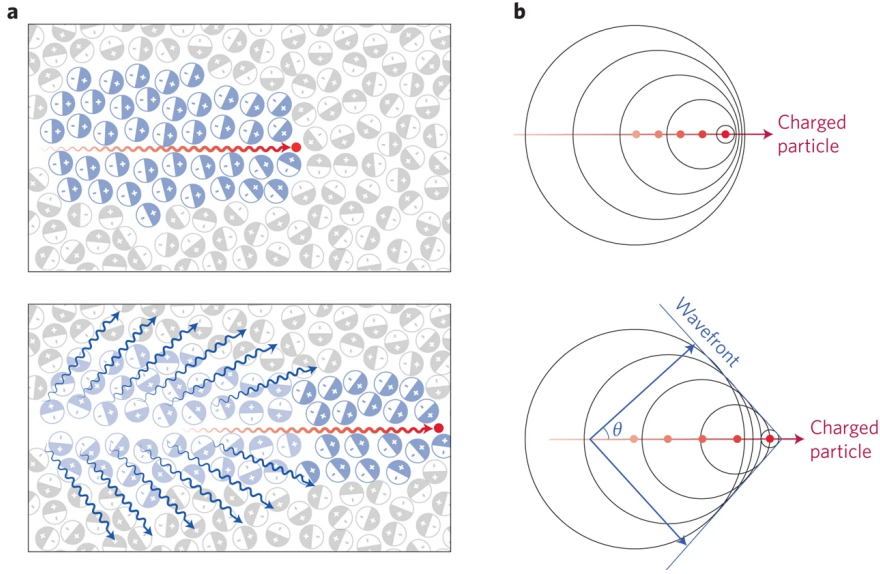 a
b
Charged
particle
Wavefront
θ
Charged
particle